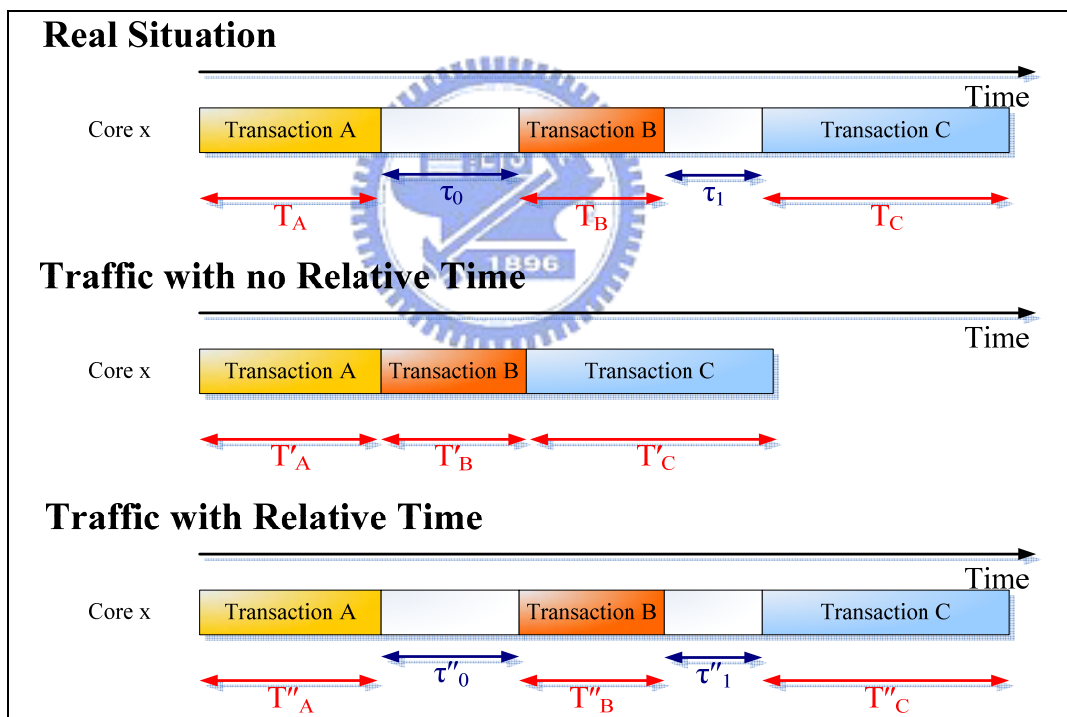 Real Situation
Time
Core x
Transaction A
Transaction B
Transaction C
τ0
τ1
TA
TB
TC
1896
Traffic with no Relative Time
Time
Core x
Transaction A
Transaction B
Transaction C
T′A
T′B
T′C
Traffic with Relative Time
Time
Core x
Transaction A
Transaction B
Transaction C
τ″0
τ″1
T″A
T″B
T″C